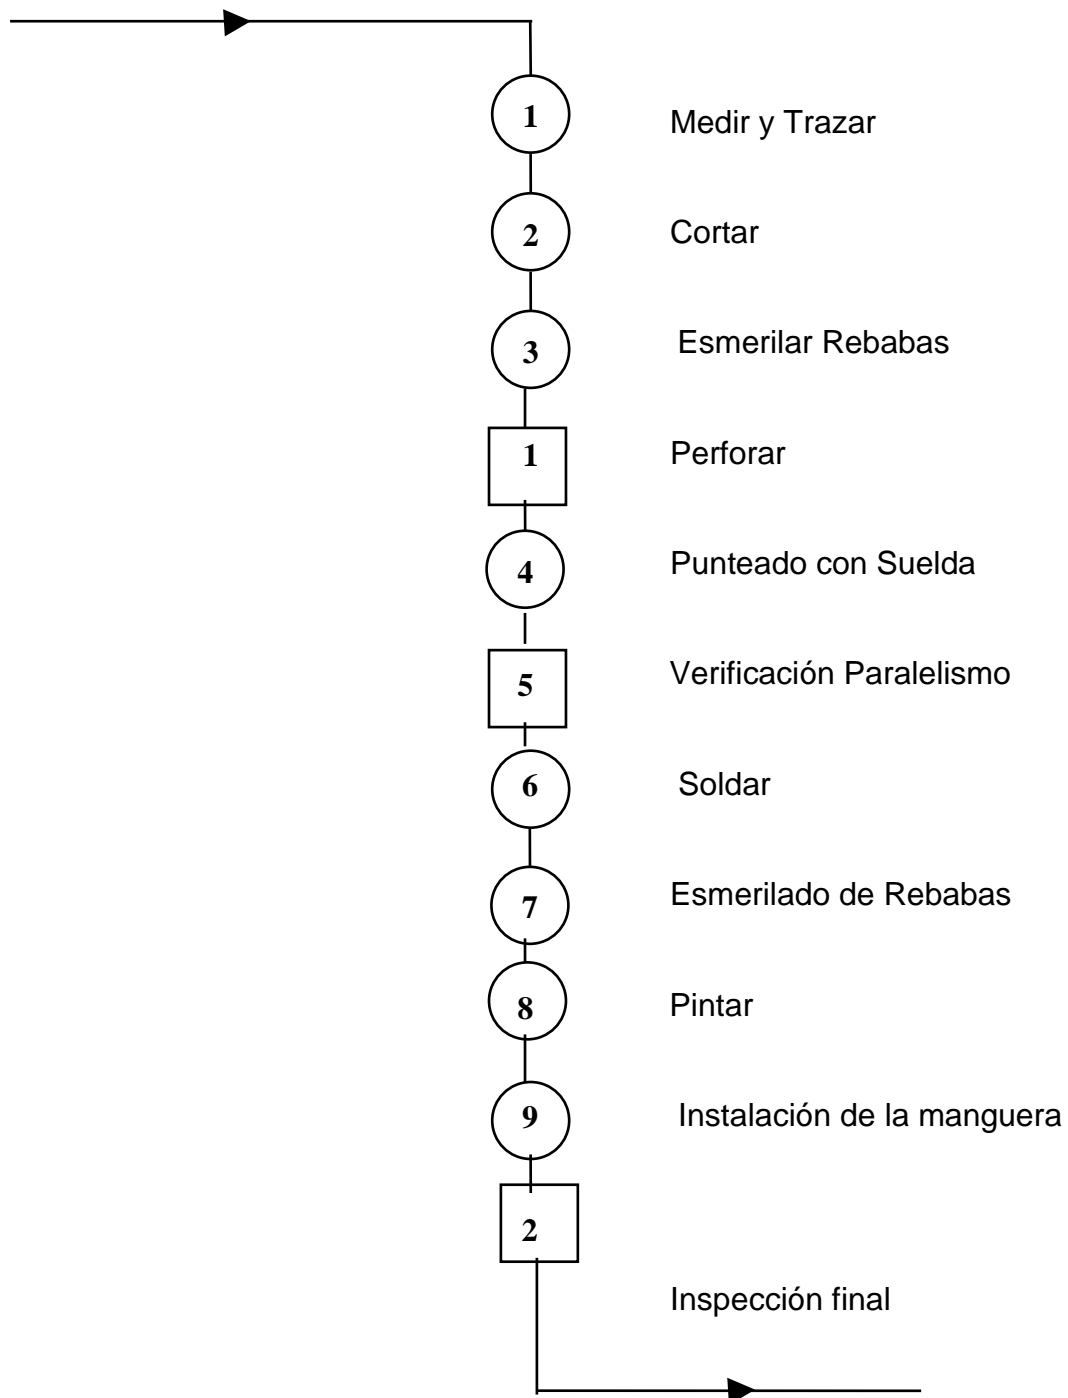 1 Medir y Trazar
2 Cortar
3 Esmerilar Rebabas
1 Perforar
4 Punteado con Suelda
5 Verificación Paralelismo
6 Soldar
7 Esmerilado de Rebabas
8 Pintar
9 Instalación de la manguera
2
Inspección final